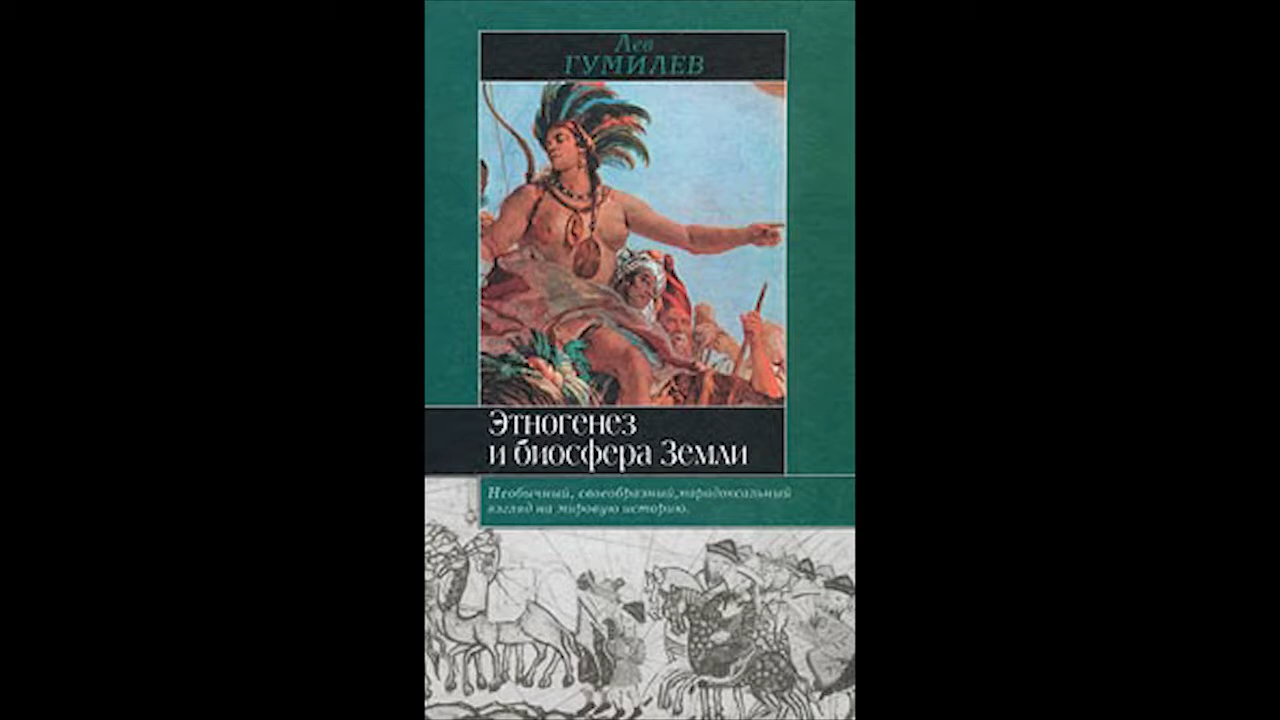 Лев
ГУМИЛЕВ
Этногенез
и биосфера Земли
Необычный, своеобразный,парадоксальный
взгляд на мировую историю.